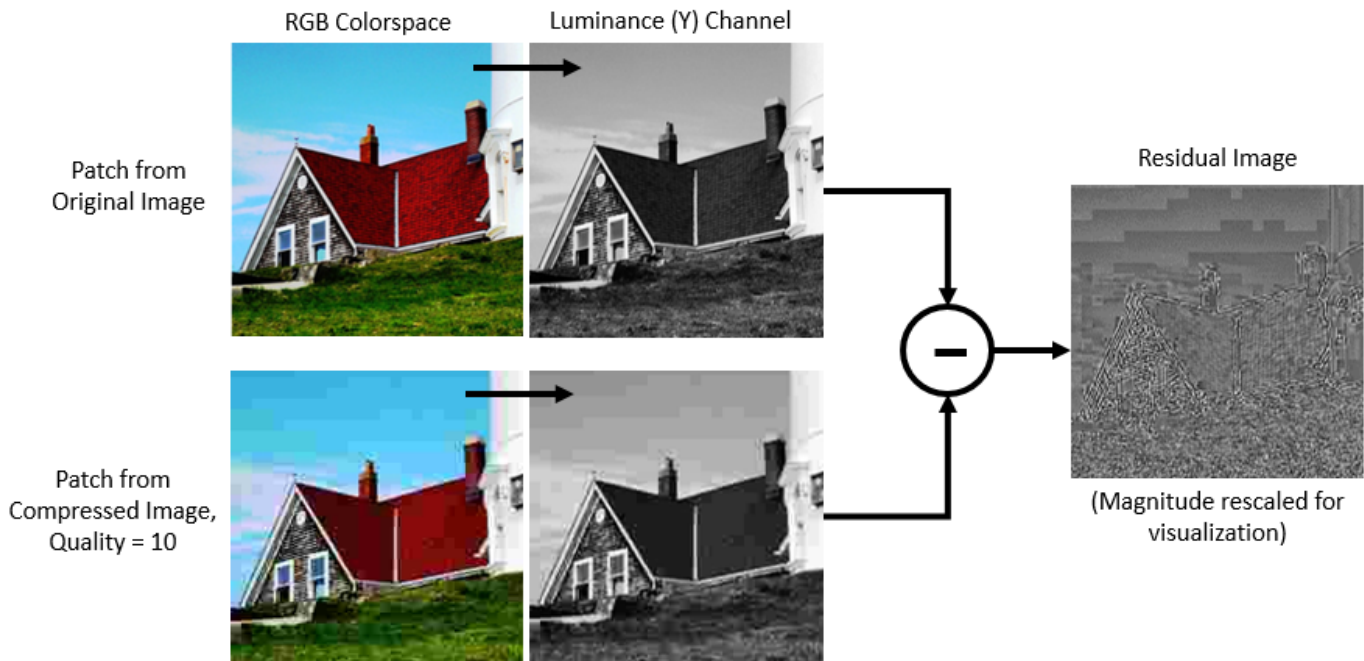 RGB Colorspace
Luminance (Y) Channel
Patch from
Original Image
Residual Image
Patch from
Compressed Image,
Quality = 10
(Magnitude rescaled for
visualization)